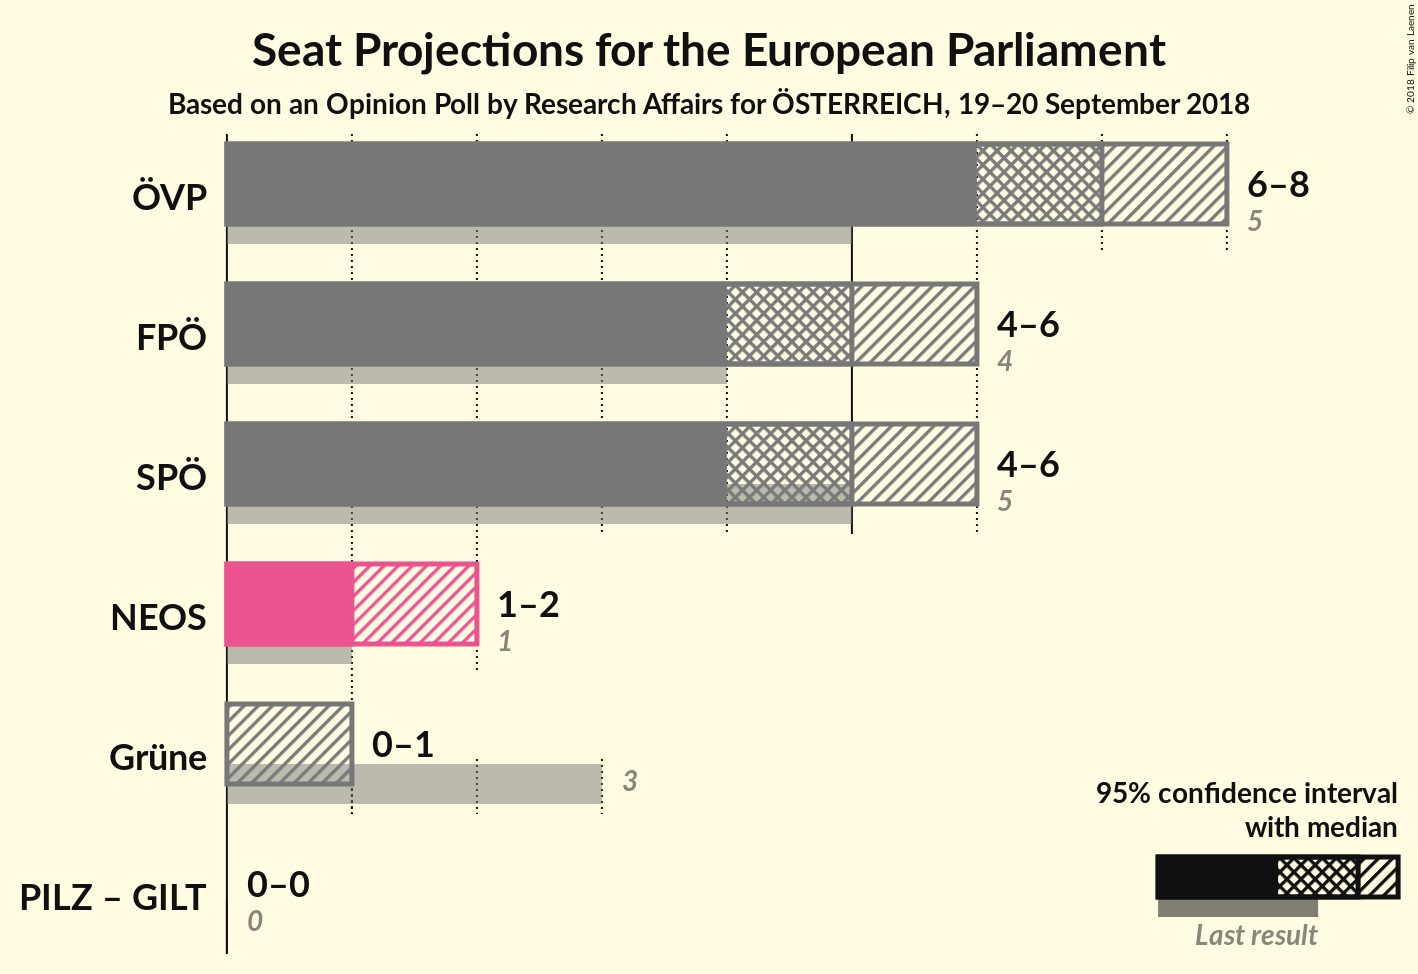 Seat Projections for the European Parliament
Based on an Opinion Poll by Research Affairs for ÖSTERREICH, 19–20 September 2018
© 2018 Filip van Laenen
ÖVP
6–8
5
FPÖ
4–6
4
SPÖ
4–6
5
NEOS
1–2
1
Grüne
0–1
3
PILZ – GILT
0–0
0
95% confidence interval
with median
Last result